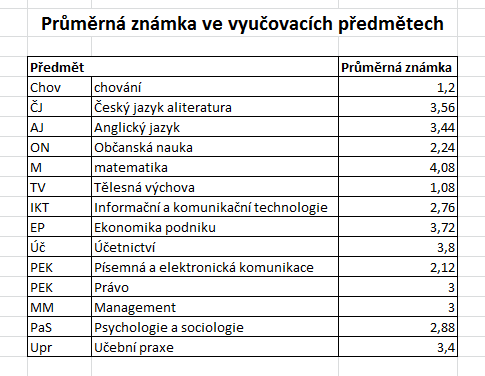 Průměrná známka ve vyučovacích předmětech
Předmět Průměrná známka
Chov chování 1,2
ČJ Český jazyk aliteratura 3,56
AJ Anglický jazyk 3,44
ON Občanská nauka 2,24
M matematika 4,08
TV Tělesná výchova 1,08
IKT Informační a komunikační technologie 2,76
EP Ekonomika podniku 3,72
Úč Účetnictví 3,8
PEK Písemná a elektronická komunikace 2,12
PEK Právo 3
MM Management 3
PaS Psychologie a sociologie 2,88
Upr Učební praxe 3,4